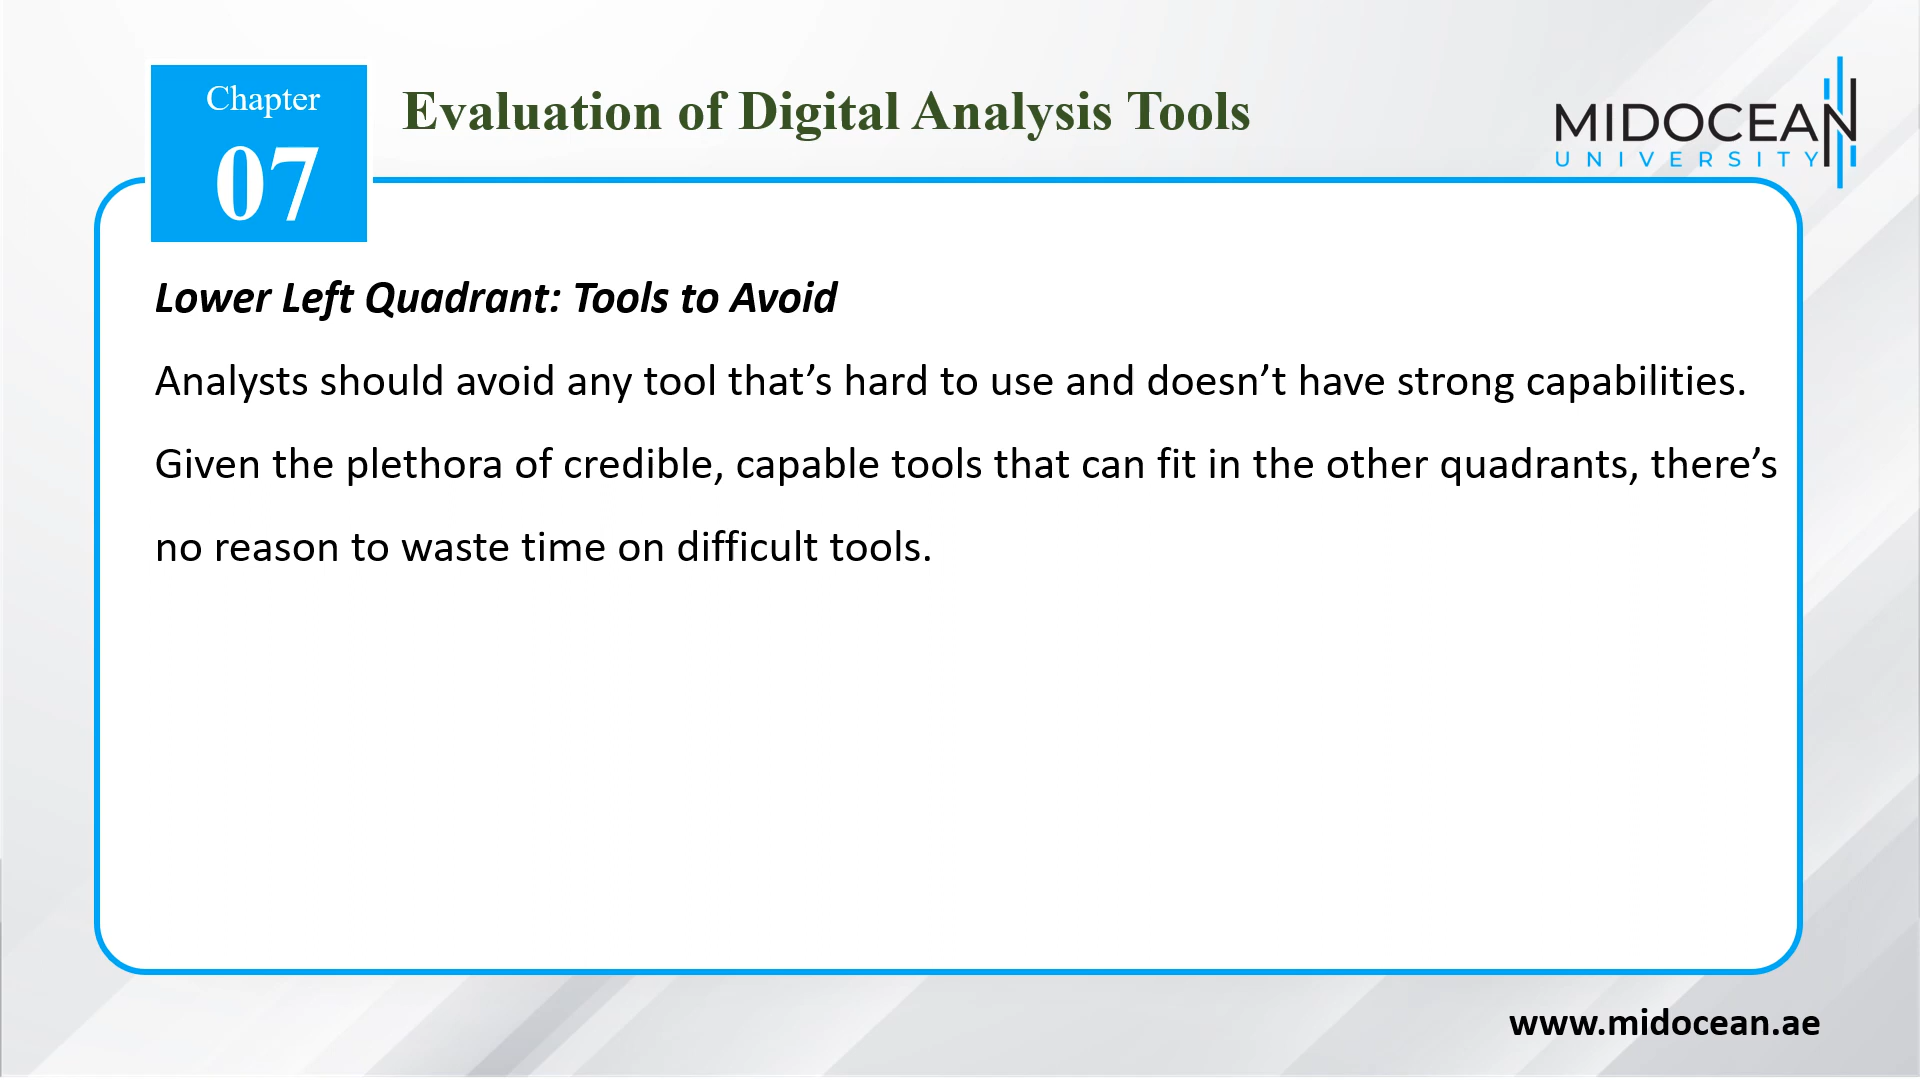 Chapter
07
Evaluation of Digital Analysis Tools
MIDOCEAN
UNIVERSITY
Lower Left Quadrant: Tools to Avoid
Analysts should avoid any tool that’s hard to use and doesn’t have strong capabilities.
Given the plethora of credible, capable tools that can fit in the other quadrants, there’s
no reason to waste time on difficult tools.
www.midocean.ae